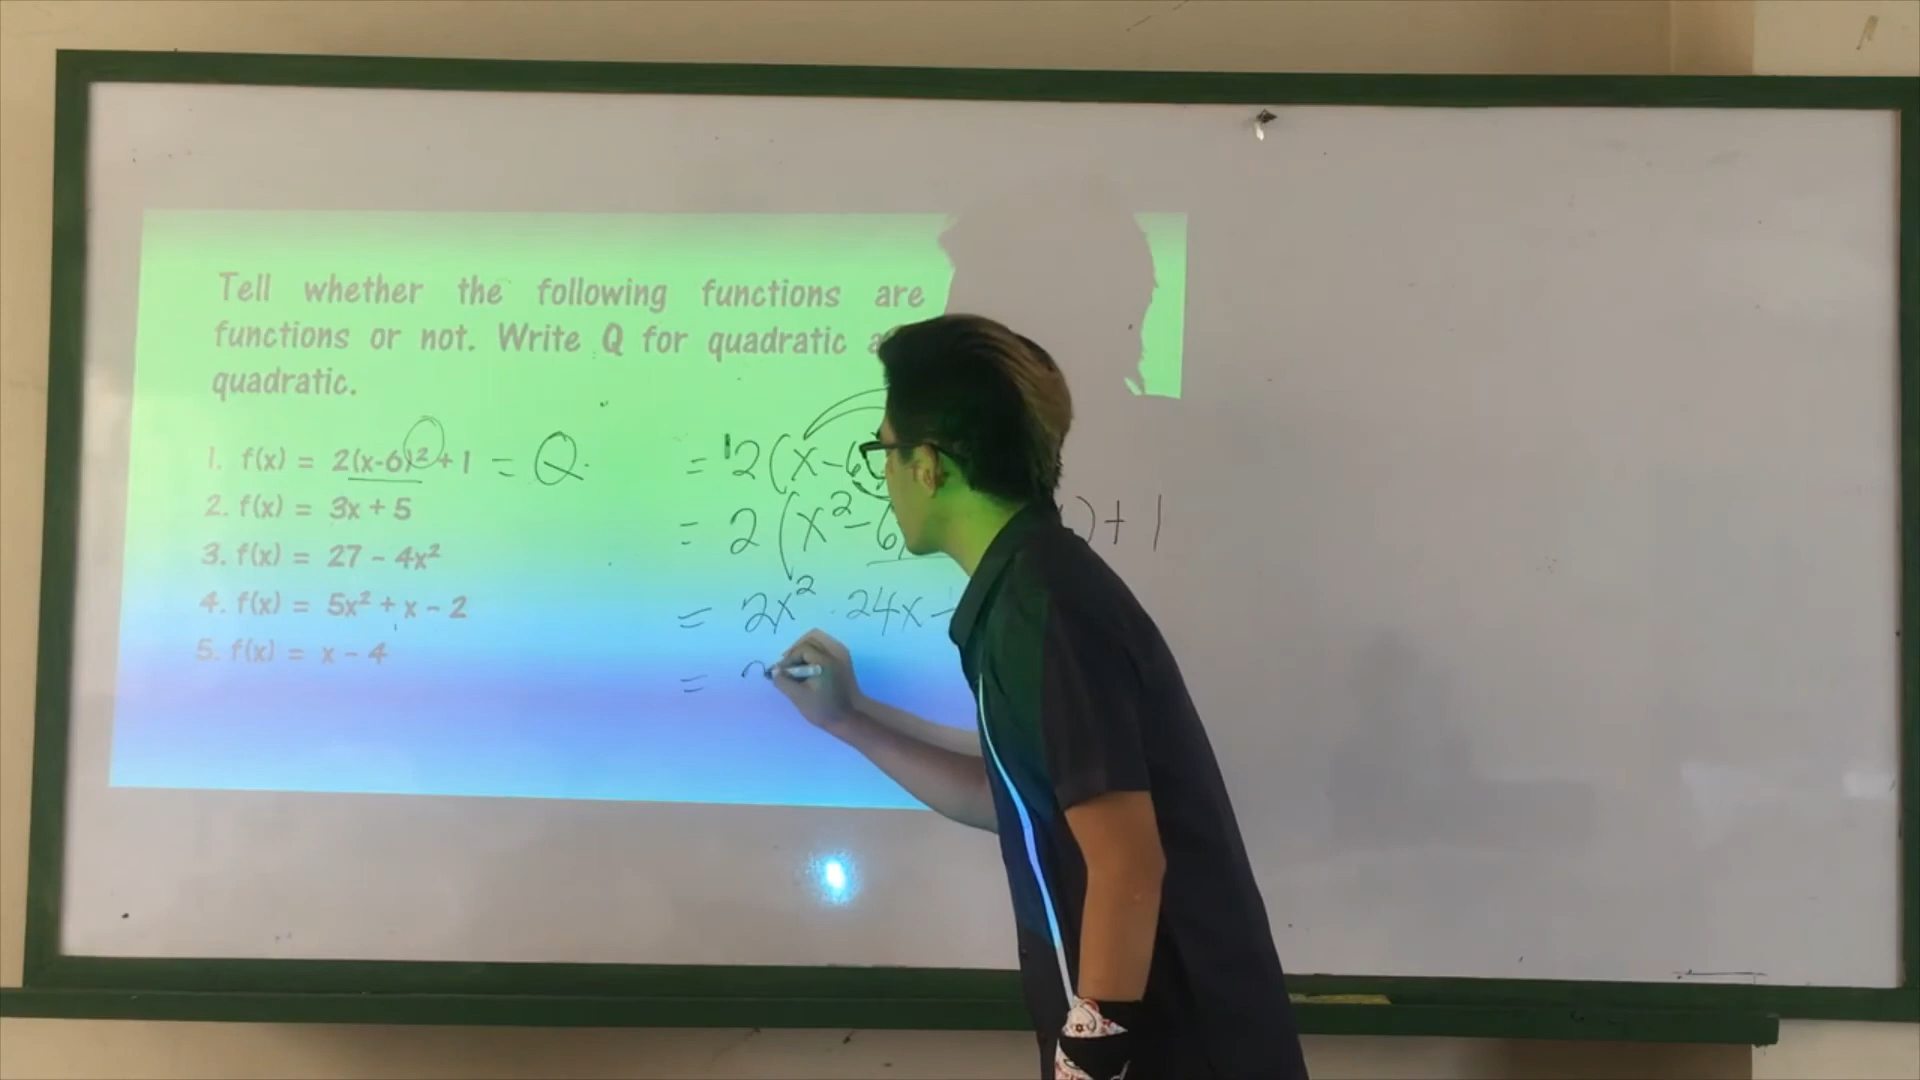 Tell whether the following functions are
functions or not. Write Q for quadratic
quadratic.
1. f(x) = 2(x-6)²+1 = Q
2. f(x) = 3x + 5
3. f(x) = 27 - 4x²
4. f(x) = 5x² + x - 2
5. f(x) = x - 4
= 2(x-6
= 2(x²-6 )+1
= 2x² - 24x
=